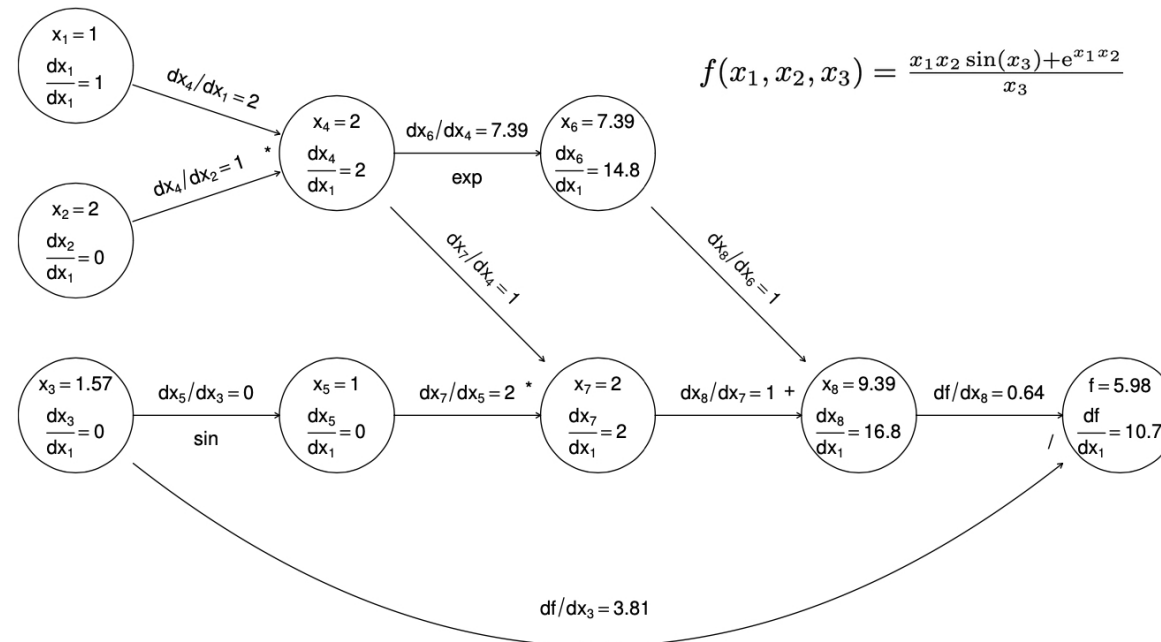 x₁ = 1
dx₁
dx₁ = 1
dx₄/dx₁ = 2
f(x₁, x₂, x₃) = x₁x₂ sin(x₃)+eˣ¹ˣ²
x₃
x₄ = 2
dx₄
dx₁ = 2
*
dx₆/dx₄ = 7.39
exp
x₆ = 7.39
dx₆
dx₁ = 14.8
dx₄/dx₂ = 1
x₂ = 2
dx₂
dx₁ = 0
dx₇/dx₄ = 1
dx₈/dx₆ = 1
x₃ = 1.57
dx₃
dx₁ = 0
dx₅/dx₃ = 0
sin
x₅ = 1
dx₅
dx₁ = 0
dx₇/dx₅ = 2 *
x₇ = 2
dx₇
dx₁ = 2
dx₈/dx₇ = 1 +
x₈ = 9.39
dx₈
dx₁ = 16.8
df/dx₈ = 0.64
/
f = 5.98
df
dx₁ = 10.7
df/dx₃ = 3.81